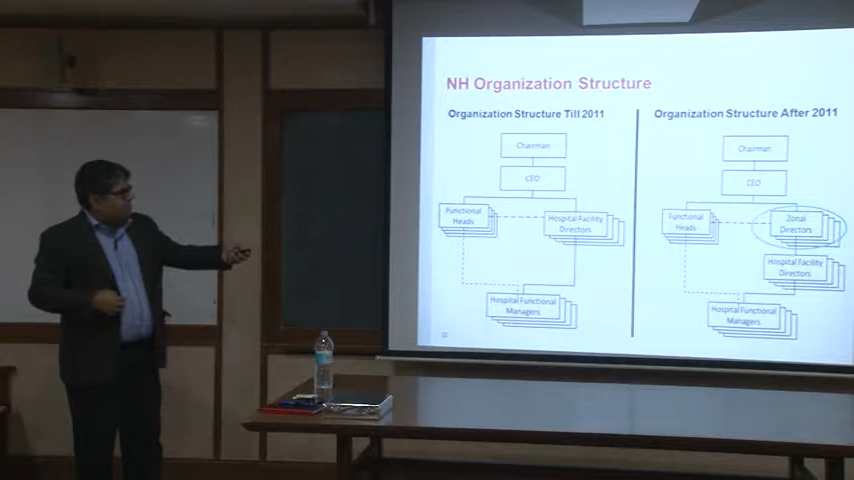 NH Organization Structure
Organization Structure Till 2011
Chairman
CEO
Functional
Heads
Hospital Facility
Directors
Hospital Functional
Managers
Organization Structure After 2011
Chairman
CEO
Functional
Heads
Zonal
Directors
Hospital Facility
Directors
Hospital Functional
Managers